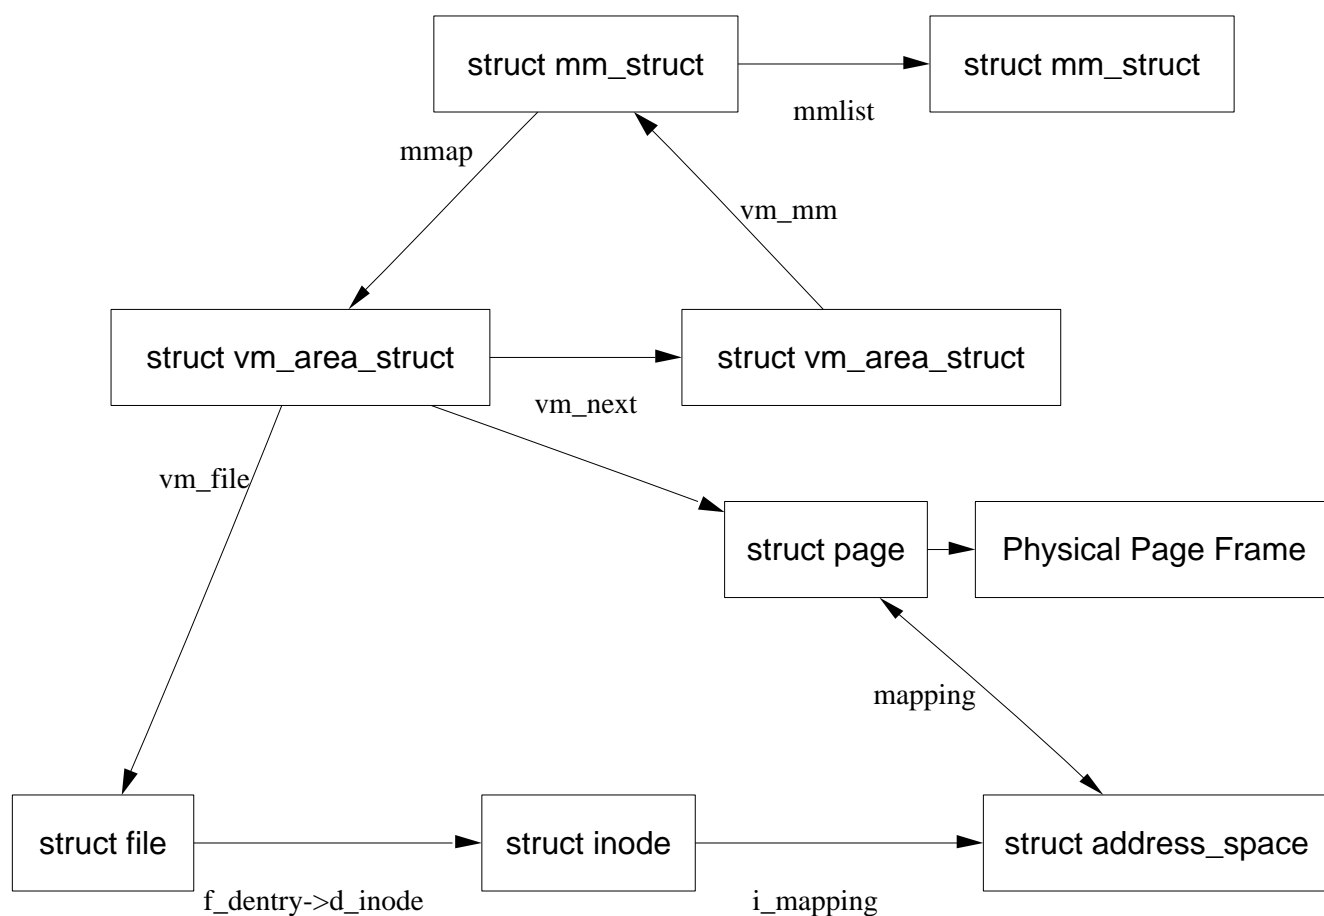 struct mm_struct
struct mm_struct
mmlist
mmap
vm_mm
struct vm_area_struct
struct vm_area_struct
vm_next
vm_file
struct page
Physical Page Frame
mapping
struct file
struct inode
struct address_space
f_dentry->d_inode
i_mapping